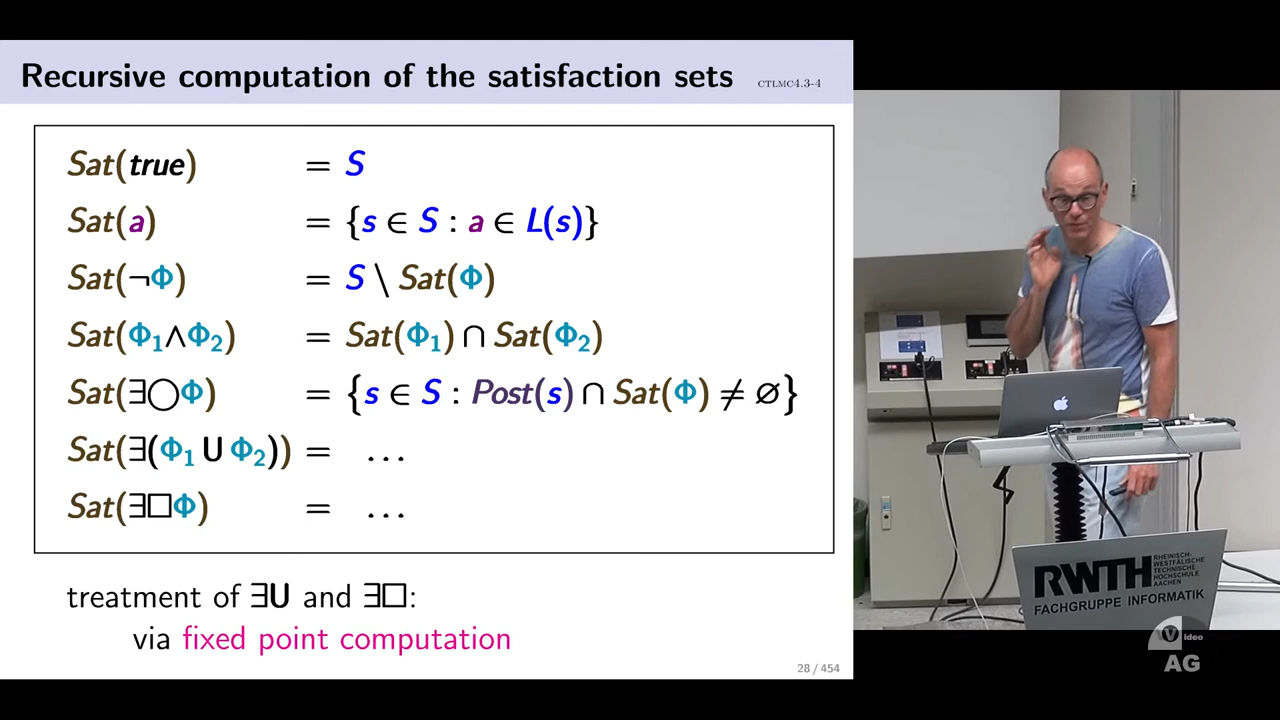 Recursive computation of the satisfaction sets CTLMC4.3-4
Sat(true) = S
Sat(a) = {s ∈ S : a ∈ L(s)}
Sat(¬Φ) = S \ Sat(Φ)
Sat(Φ₁∧Φ₂) = Sat(Φ₁) ∩ Sat(Φ₂)
Sat(∃◯Φ) = {s ∈ S : Post(s) ∩ Sat(Φ) ≠ ∅}
Sat(∃(Φ₁ U Φ₂)) = ...
Sat(∃□Φ) = ...
treatment of ∃U and ∃□:
via fixed point computation
28 / 454
RWTH
RHEINISCH-
WESTFÄLISCHE
TECHNISCHE
HOCHSCHULE
AACHEN
FACHGRUPPE INFORMATIK
Video
AG